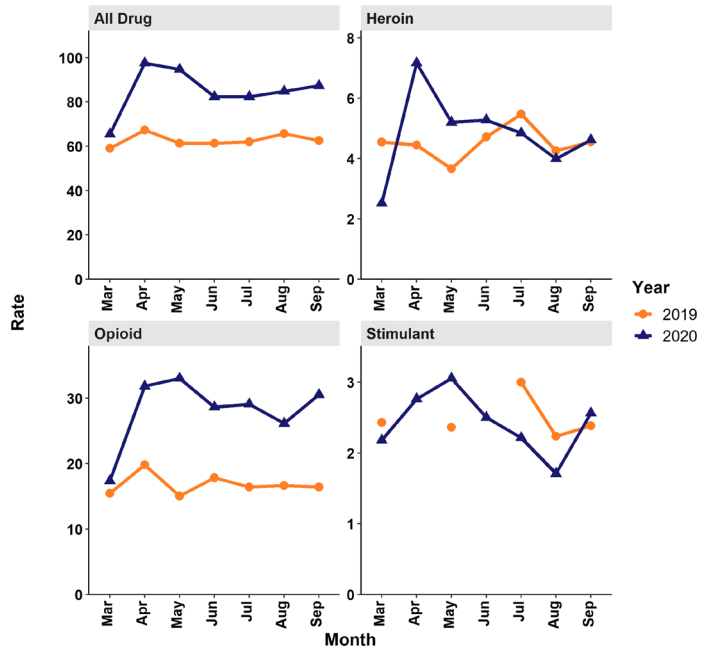 All Drug
Heroin
100
80
60
40
20
0
8
6
4
2
0
Mar Apr May Jun Jul Aug Sep
Mar Apr May Jun Jul Aug Sep
Rate
Year
2019
2020
Opioid
Stimulant
30
20
10
0
3
2
1
0
Mar Apr May Jun Jul Aug Sep
Mar Apr May Jun Jul Aug Sep
Month